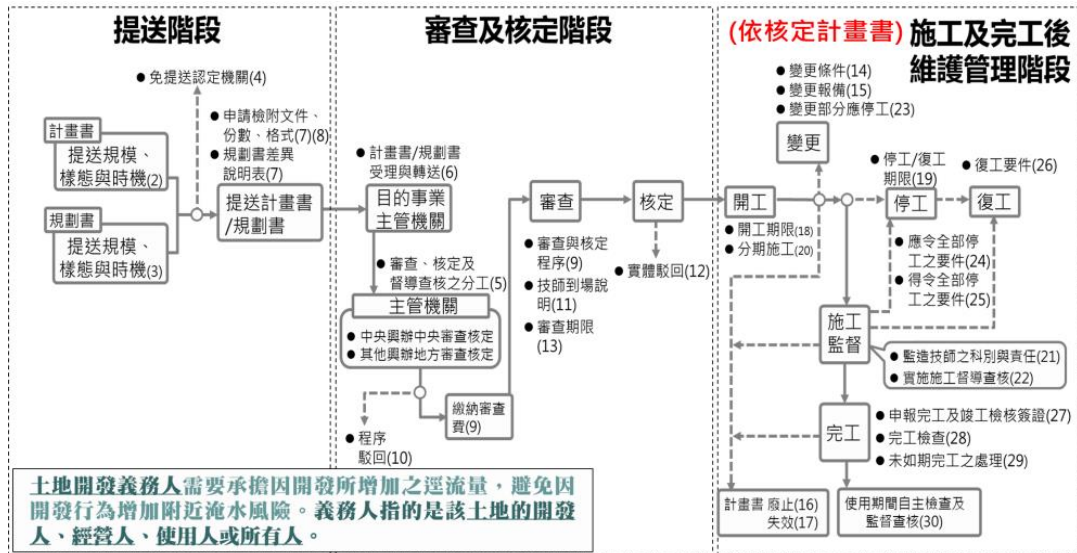 提送階段
●免提送認定機關(4)
●申請檢附文件、
份數、格式(7)(8)
●規劃書差異
說明表(7)
計畫書
提送規模、
樣態與時機(2)
規劃書
提送規模、
樣態與時機(3)
提送計畫書
/規劃書
審查及核定階段
●計畫書/規劃書
受理與轉送(6)
目的事業
主管機關
●審查、核定及
督導查核之分工(5)
主管機關
●中央興辦中央審查核定
●其他興辦地方審查核定
●程序
駁回(10)
繳納審查
費(9)
審查
●審查與核定
程序(9)
●技師到場說
明(11)
●審查期限
(13)
核定
●實體駁回(12)
(依核定計畫書)施工及完工後
維護管理階段
●變更條件(14)
●變更報備(15)
●變更部分應停工(23)
變更
開工
●開工期限(18)
●分期施工(20)
●停工/復工
期限(19)
停工
●復工要件(26)
復工
●應令全部停
工之要件(24)
●得令全部停
工之要件(25)
施工
監督
●監造技師之科別與責任(21)
●實施施工督導查核(22)
完工
●申報完工及竣工檢核簽證(27)
●完工檢查(28)
●未如期完工之處理(29)
計畫書 廢止(16)
失效(17)
使用期間自主檢查及
監督查核(30)
土地開發義務人需要承擔因開發所增加之逕流量，避免因
開發行為增加附近淹水風險。義務人指的是該土地的開發
人、經營人、使用人或所有人。